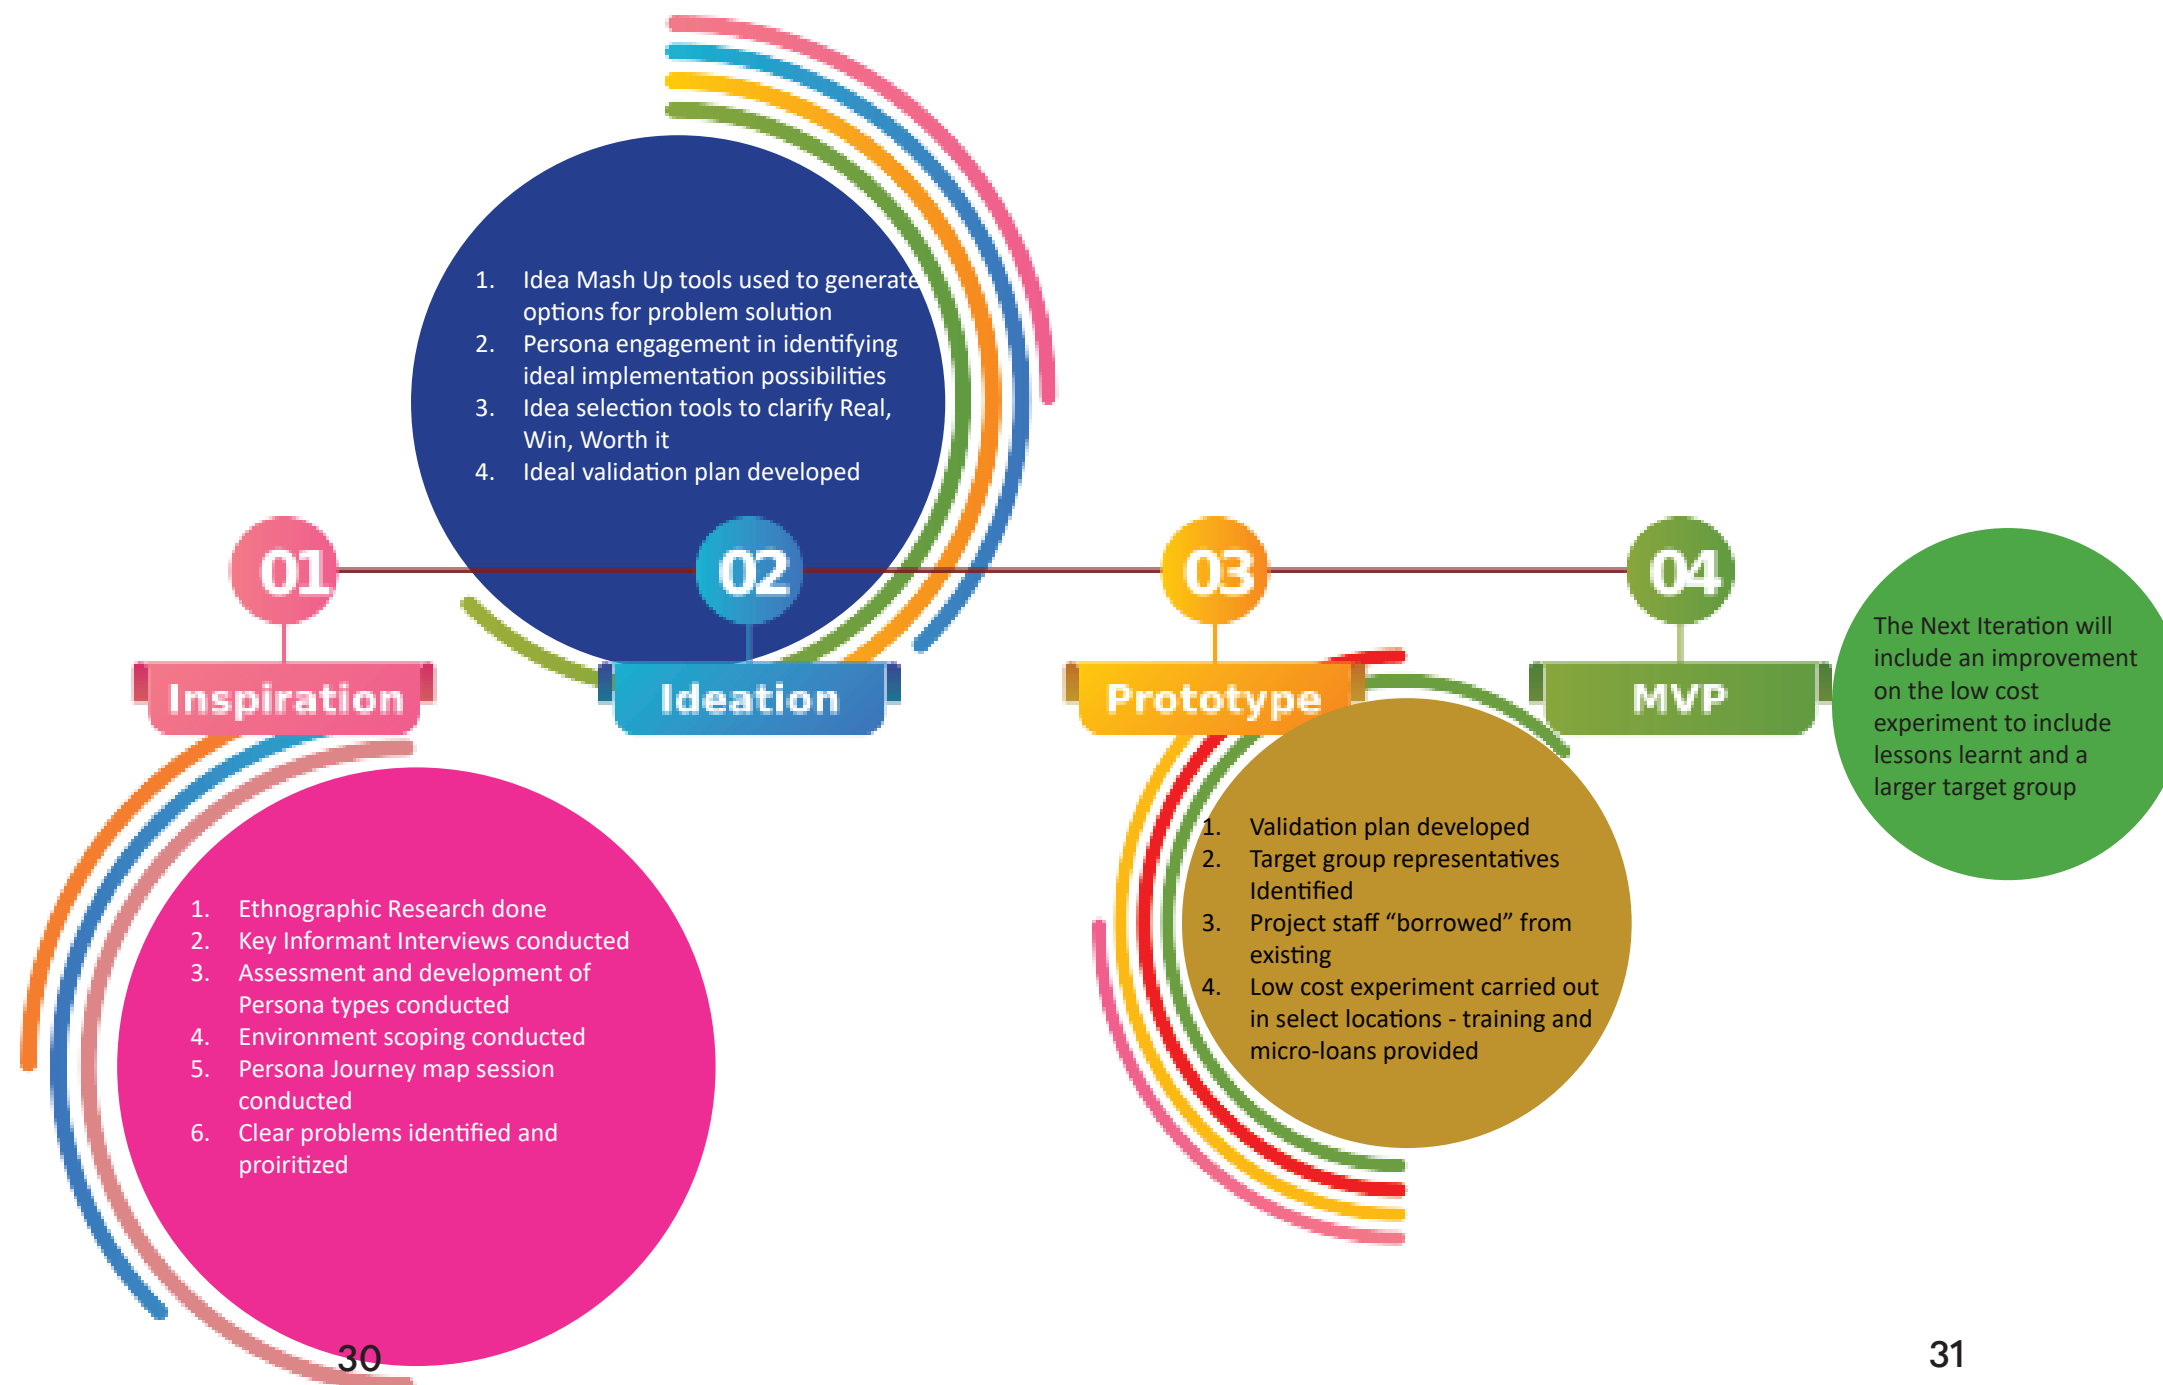 1. Idea Mash Up tools used to generate
options for problem solution
2. Persona engagement in identifying
ideal implementation possibilities
3. Idea selection tools to clarify Real,
Win, Worth it
4. Ideal validation plan developed
01
Inspiration
02
Ideation
03
Prototype
04
MVP
The Next Iteration will
include an improvement
on the low cost
experiment to include
lessons learnt and a
larger target group
1. Ethnographic Research done
2. Key Informant Interviews conducted
3. Assessment and development of
Persona types conducted
4. Environment scoping conducted
5. Persona Journey map session
conducted
6. Clear problems identified and
proiritized
1. Validation plan developed
2. Target group representatives
Identified
3. Project staff “borrowed” from
existing
4. Low cost experiment carried out
in select locations - training and
micro-loans provided
30
31